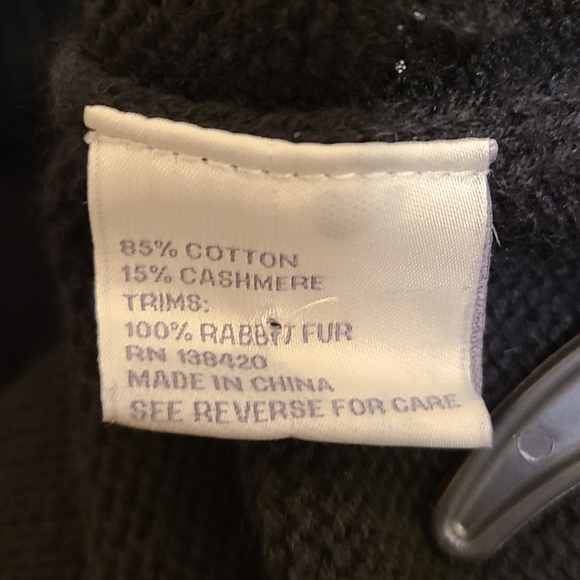 85% COTTON
15% CASHMERE
TRIMS:
100% RABBIT FUR
RN 138420
MADE IN CHINA
SEE REVERSE FOR CARE